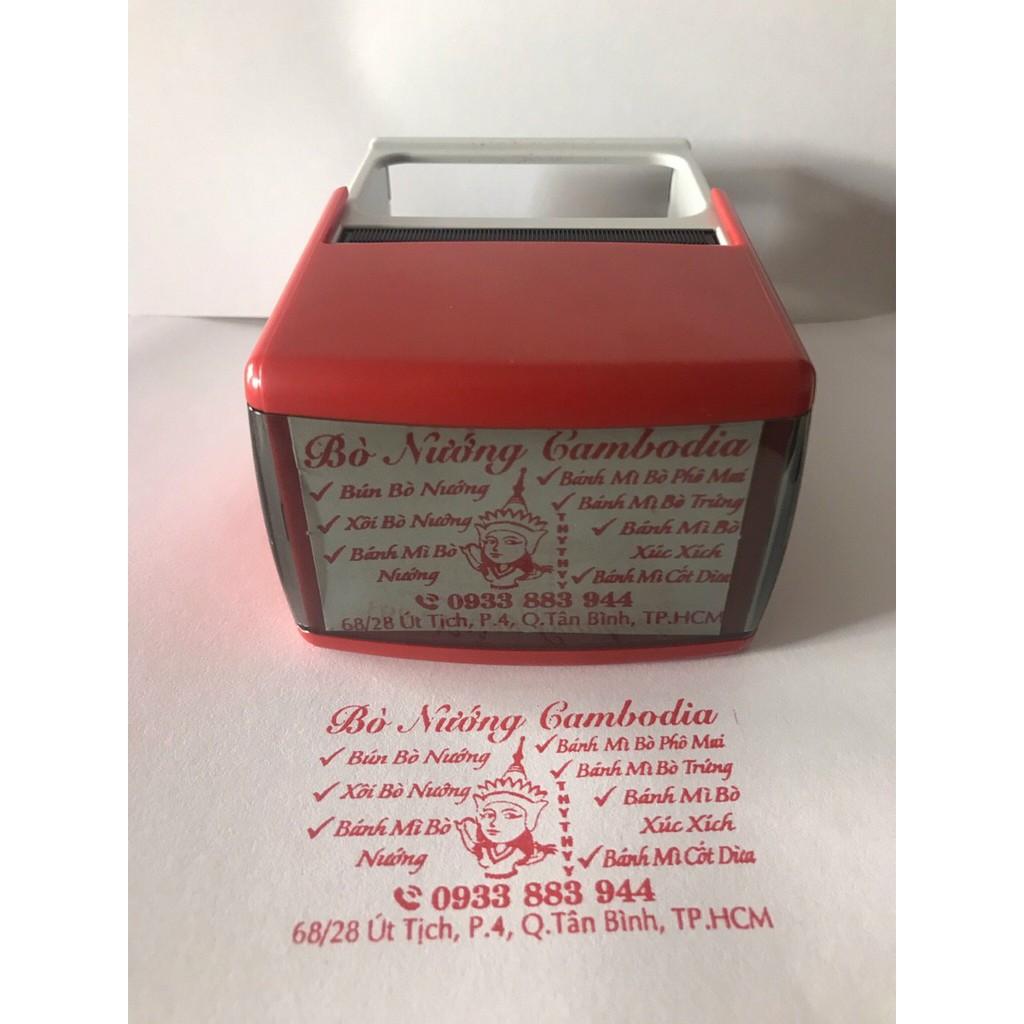 Bò Nướng Cambodia
✓ Bún Bò Nướng
✓ Xôi Bò Nướng
✓ Bánh Mì Bò
Nướng
✓ Bánh Mì Bò Phô Mai
✓ Bánh Mì Bò Trứng
✓ Bánh Mì Bò
Xúc Xích
✓ Bánh Mì Cốt Dừa
THYTHYY
0933 883 944
68/28 Út Tịch, P.4, Q.Tân Bình, TP.HCM
Bò Nướng Cambodia
✓ Bún Bò Nướng
✓ Xôi Bò Nướng
✓ Bánh Mì Bò
Nướng
✓ Bánh Mì Bò Phô Mai
✓ Bánh Mì Bò Trứng
✓ Bánh Mì Bò
Xúc Xích
✓ Bánh Mì Cốt Dừa
THYTHYY
0933 883 944
68/28 Út Tịch, P.4, Q.Tân Bình, TP.HCM